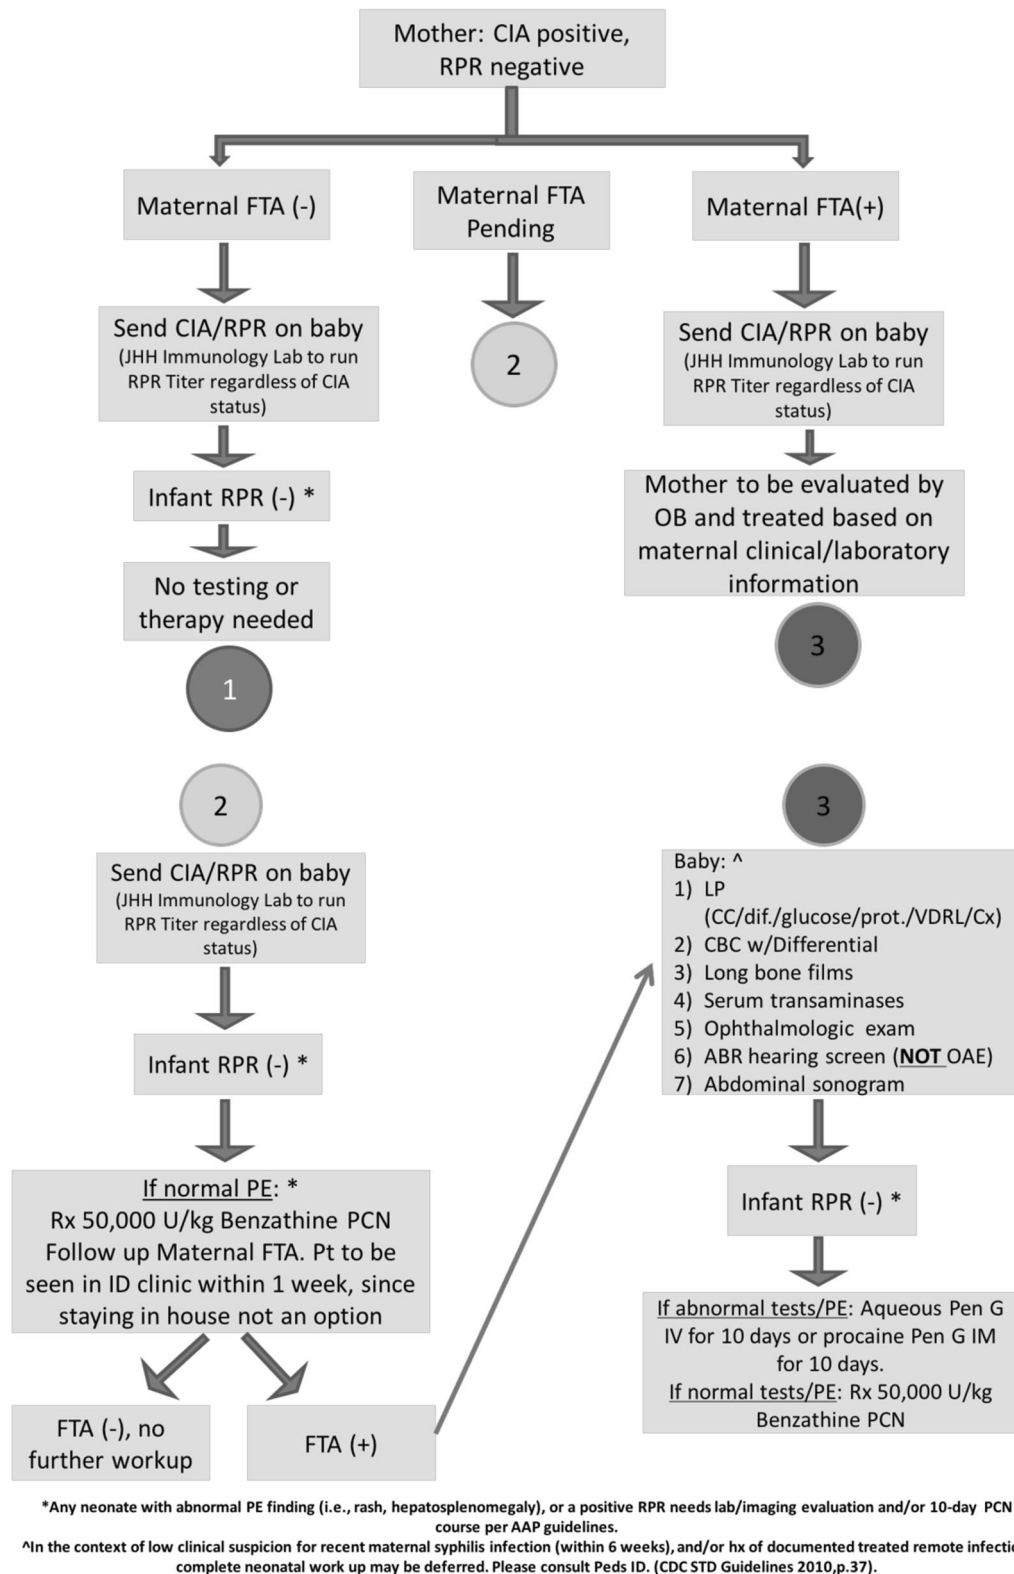 Mother: CIA positive,
RPR negative
Maternal FTA (-)
Maternal FTA
Pending
Maternal FTA(+)
Send CIA/RPR on baby
(JHH Immunology Lab to run
RPR Titer regardless of CIA
status)
2
Send CIA/RPR on baby
(JHH Immunology Lab to run
RPR Titer regardless of CIA
status)
Infant RPR (-) *
Mother to be evaluated by
OB and treated based on
maternal clinical/laboratory
information
No testing or
therapy needed
3
1
2
Send CIA/RPR on baby
(JHH Immunology Lab to run
RPR Titer regardless of CIA
status)
Infant RPR (-) *
If normal PE: *
Rx 50,000 U/kg Benzathine PCN
Follow up Maternal FTA. Pt to be
seen in ID clinic within 1 week, since
staying in house not an option
FTA (-), no
further workup
FTA (+)
3
Baby: ^
1) LP
(CC/dif./glucose/prot./VDRL/Cx)
2) CBC w/Differential
3) Long bone films
4) Serum transaminases
5) Ophthalmologic exam
6) ABR hearing screen (NOT OAE)
7) Abdominal sonogram
Infant RPR (-) *
If abnormal tests/PE: Aqueous Pen G
IV for 10 days or procaine Pen G IM
for 10 days.
If normal tests/PE: Rx 50,000 U/kg
Benzathine PCN
*Any neonate with abnormal PE finding (i.e., rash, hepatosplenomegaly), or a positive RPR needs lab/imaging evaluation and/or 10-day PCN
course per AAP guidelines.
^In the context of low clinical suspicion for recent maternal syphilis infection (within 6 weeks), and/or hx of documented treated remote infectio
complete neonatal work up may be deferred. Please consult Peds ID. (CDC STD Guidelines 2010,p.37).